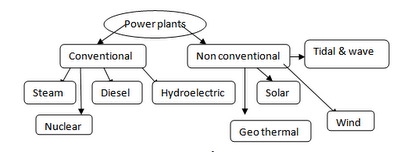 Power plants
Conventional
Non conventional
Tidal & wave
Steam
Diesel
Hydroelectric
Solar
Nuclear
Geo thermal
Wind